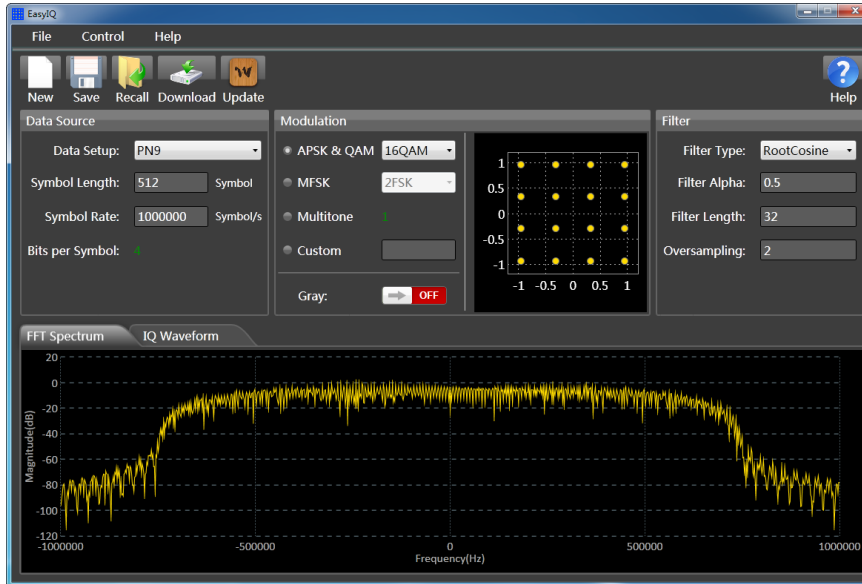 EasyIQ
File Control Help
New Save Recall Download Update Help
Data Source
Data Setup: PN9
Symbol Length: 512 Symbol
Symbol Rate: 1000000 Symbol/s
Bits per Symbol: 4
Modulation
APSK & QAM 16QAM
MFSK 2FSK
Multitone 1
Custom
Gray: OFF
1
0.5
0
-0.5
-1
-1 -0.5 0 0.5 1
Filter
Filter Type: RootCosine
Filter Alpha: 0.5
Filter Length: 32
Oversampling: 2
FFT Spectrum IQ Waveform
Magnitude(dB)
20
0
-20
-40
-60
-80
-100
-120
-1000000 -500000 0 500000 1000000
Frequency(Hz)